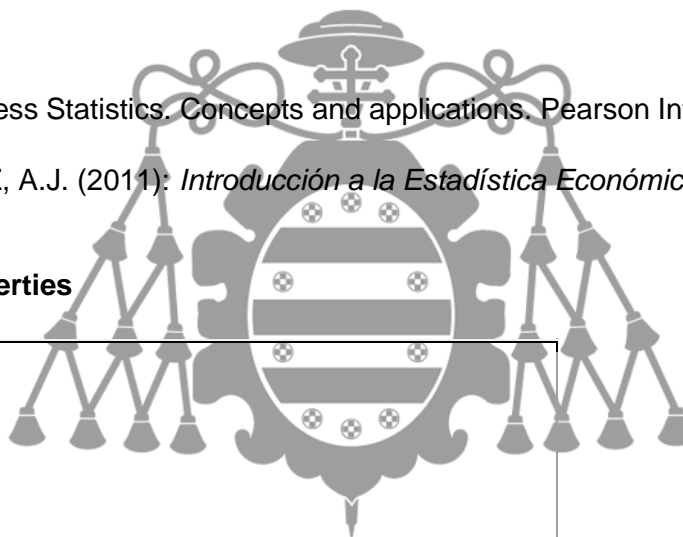 ess Statistics. Concepts and applications. Pearson In
, A.J. (2011): Introducción a la Estadística Económic
erties